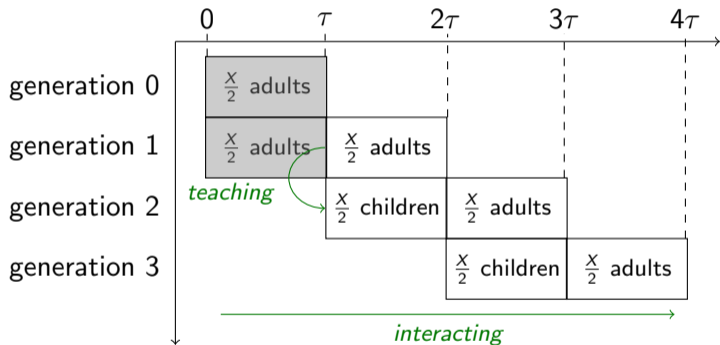 0 τ 2τ 3τ 4τ
generation 0 X/2 adults
generation 1 X/2 adults X/2 adults
teaching
generation 2 X/2 children X/2 adults
generation 3 X/2 children X/2 adults
interacting